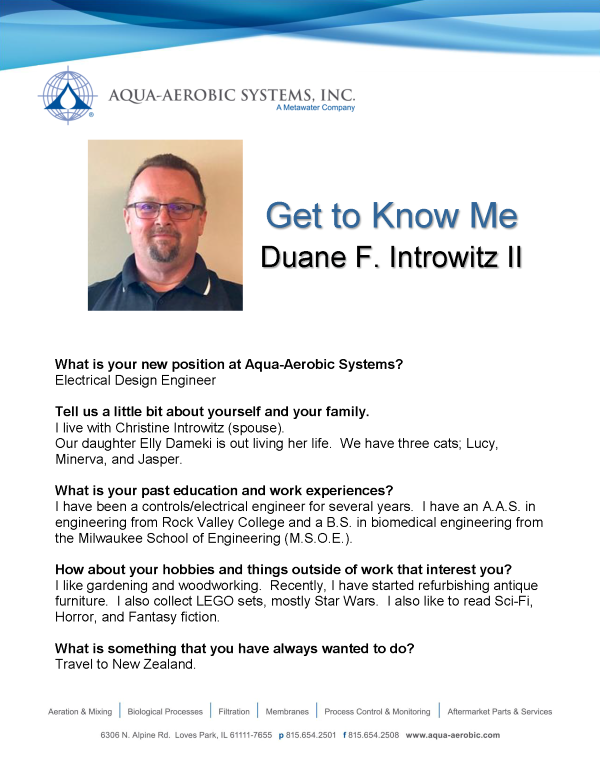 AQUA-AEROBIC SYSTEMS, INC.
A Metawater Company
®
Get to Know Me
Duane F. Introwitz II
What is your new position at Aqua-Aerobic Systems?
Electrical Design Engineer
Tell us a little bit about yourself and your family.
I live with Christine Introwitz (spouse).
Our daughter Elly Dameki is out living her life.  We have three cats; Lucy,
Minerva, and Jasper.
What is your past education and work experiences?
I have been a controls/electrical engineer for several years.  I have an A.A.S. in
engineering from Rock Valley College and a B.S. in biomedical engineering from
the Milwaukee School of Engineering (M.S.O.E.).
How about your hobbies and things outside of work that interest you?
I like gardening and woodworking.  Recently, I have started refurbishing antique
furniture.  I also collect LEGO sets, mostly Star Wars.  I also like to read Sci-Fi,
Horror, and Fantasy fiction.
What is something that you have always wanted to do?
Travel to New Zealand.
Aeration & Mixing | Biological Processes | Filtration | Membranes | Process Control & Monitoring | Aftermarket Parts & Services
6306 N. Alpine Rd.  Loves Park, IL 61111-7655  p 815.654.2501  f 815.654.2508  www.aqua-aerobic.com